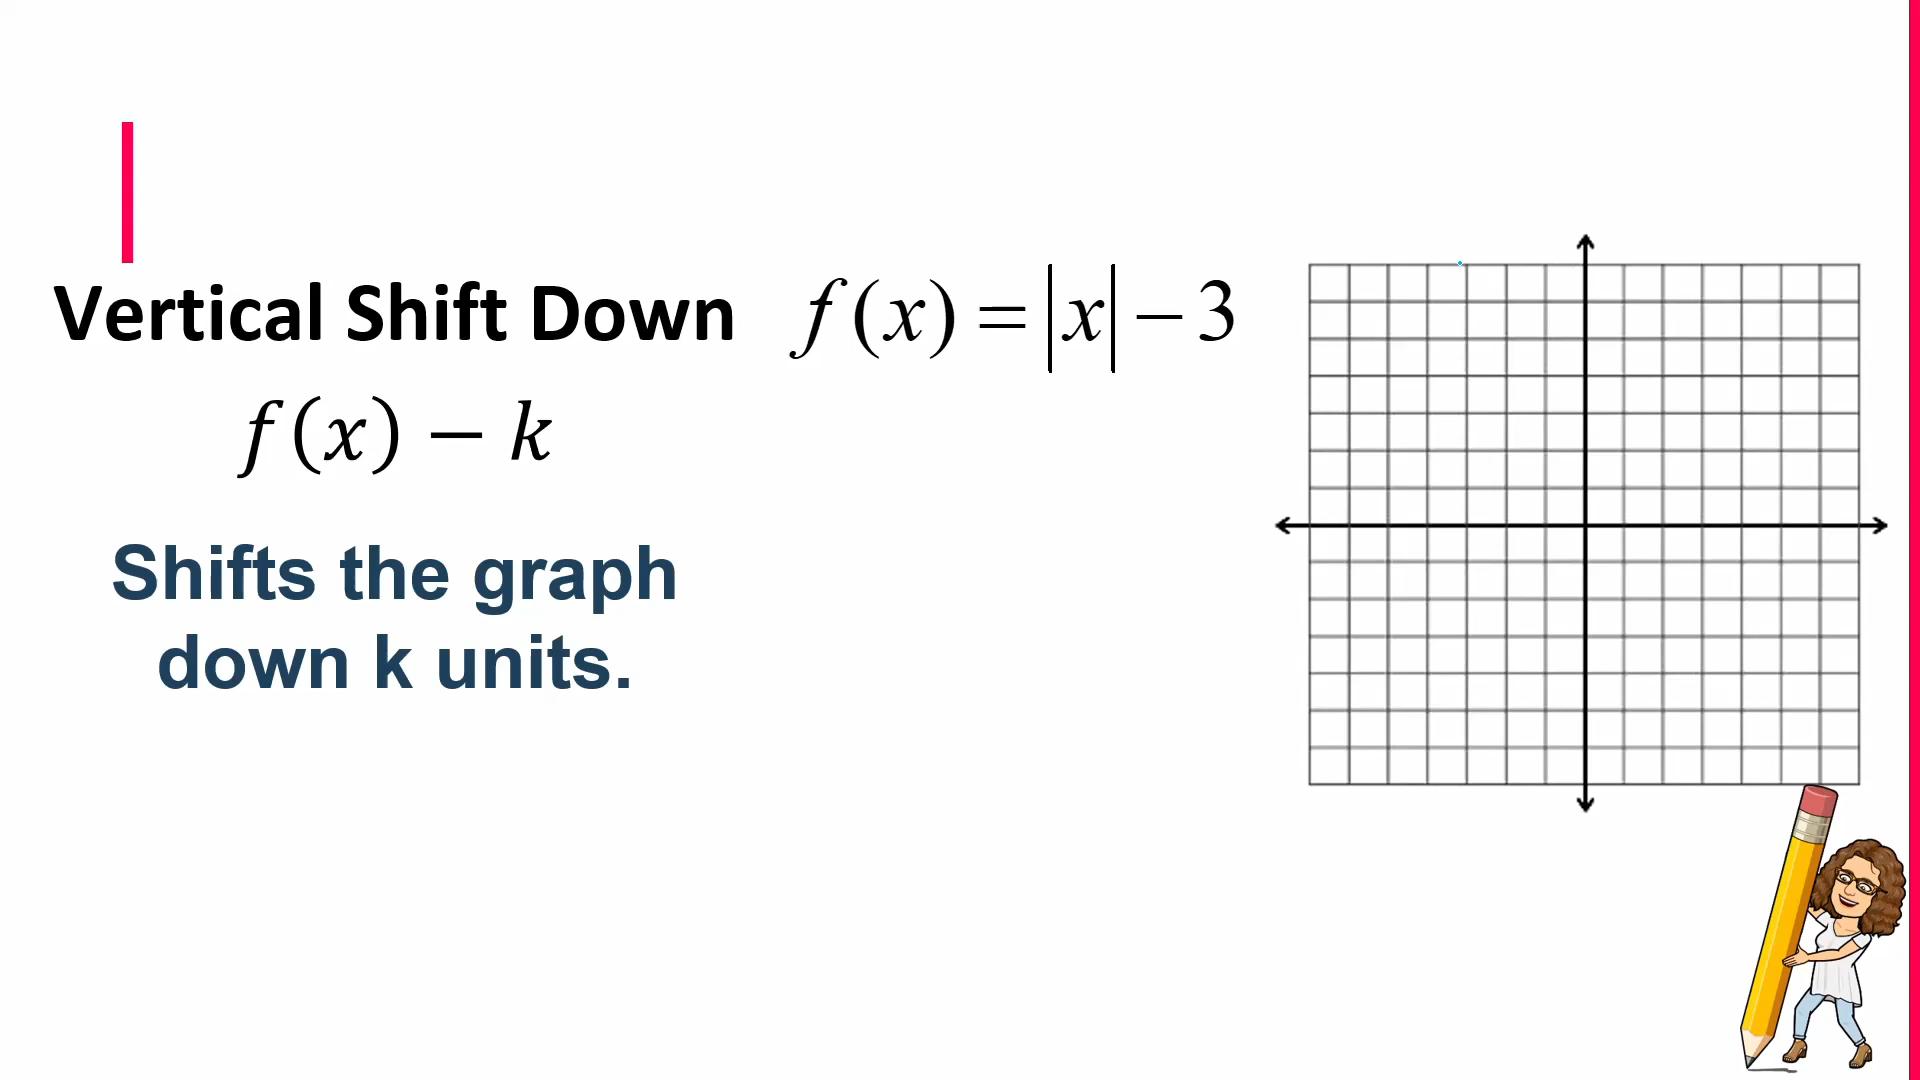 Vertical Shift Down
f(x) − k
Shifts the graph
down k units.
f(x) = |x| − 3